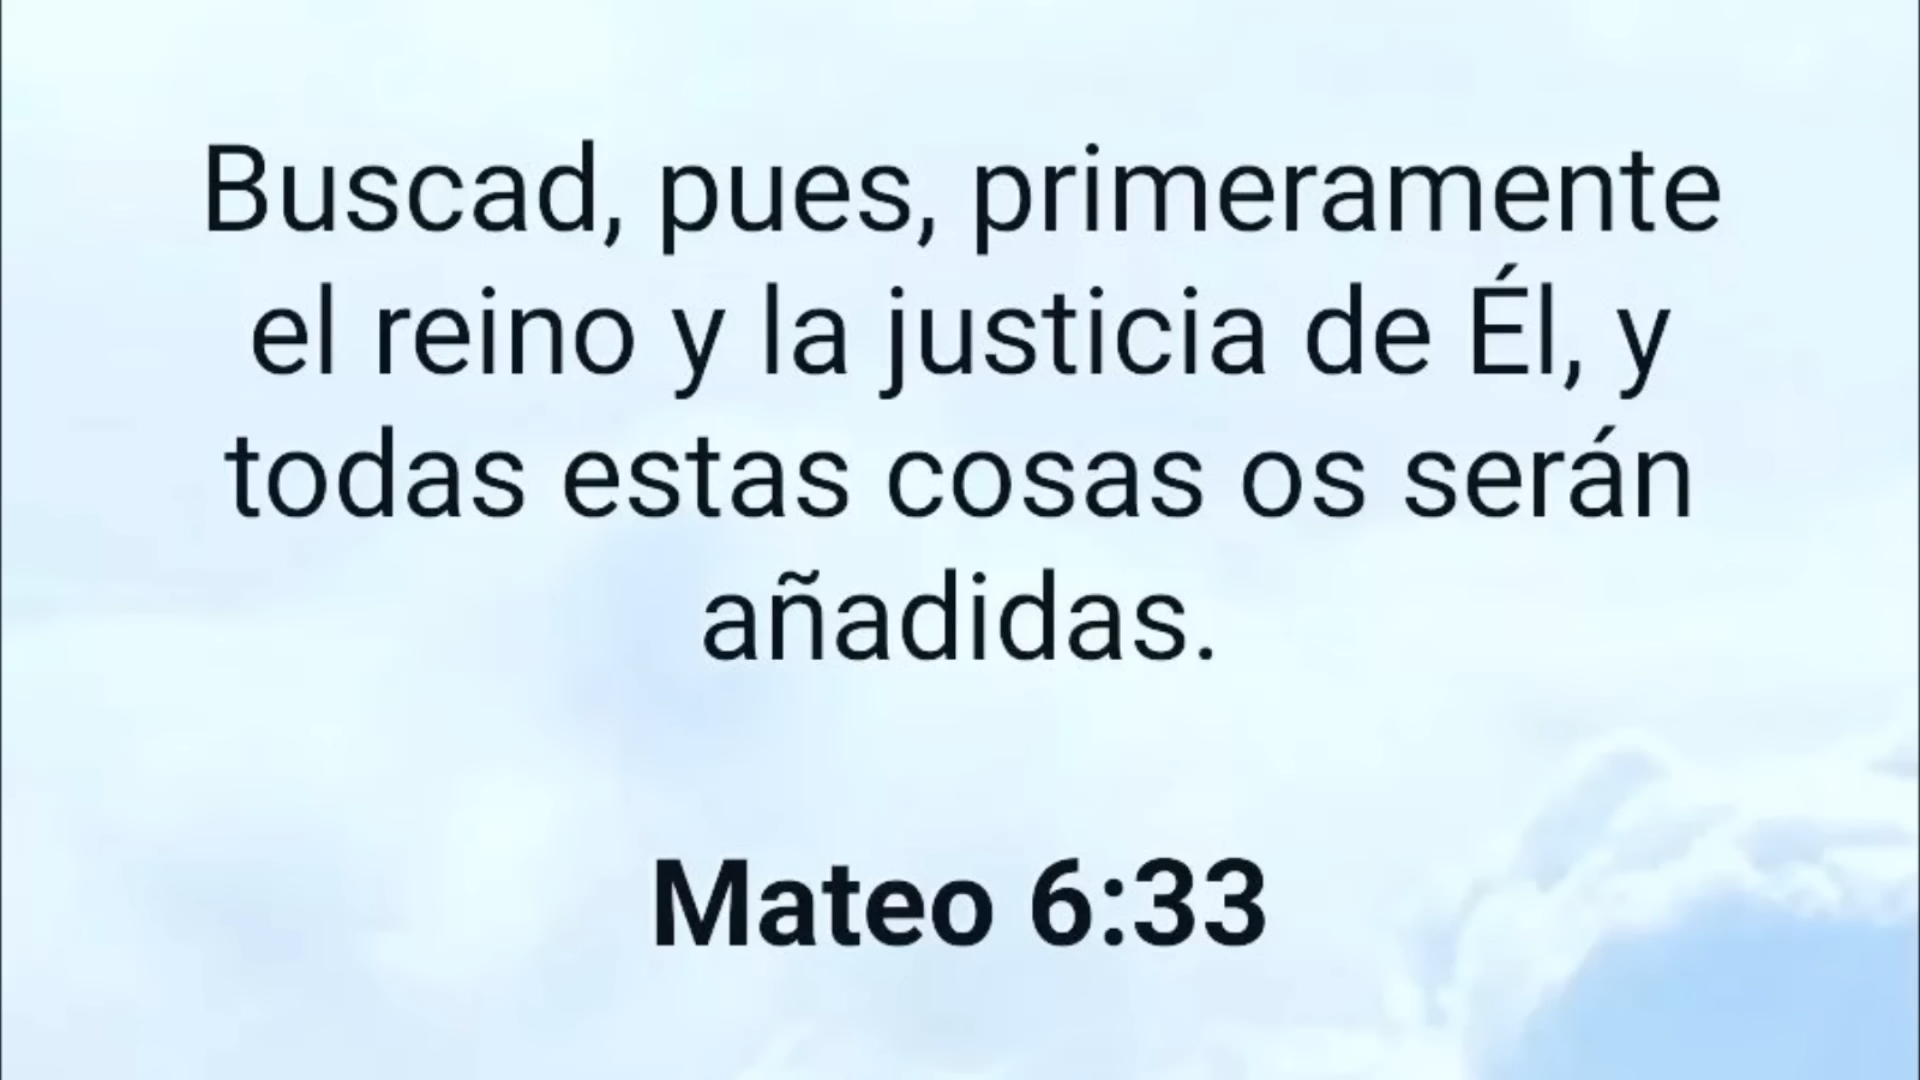 Buscad, pues, primeramente
el reino y la justicia de Él, y
todas estas cosas os serán
añadidas.
Mateo 6:33